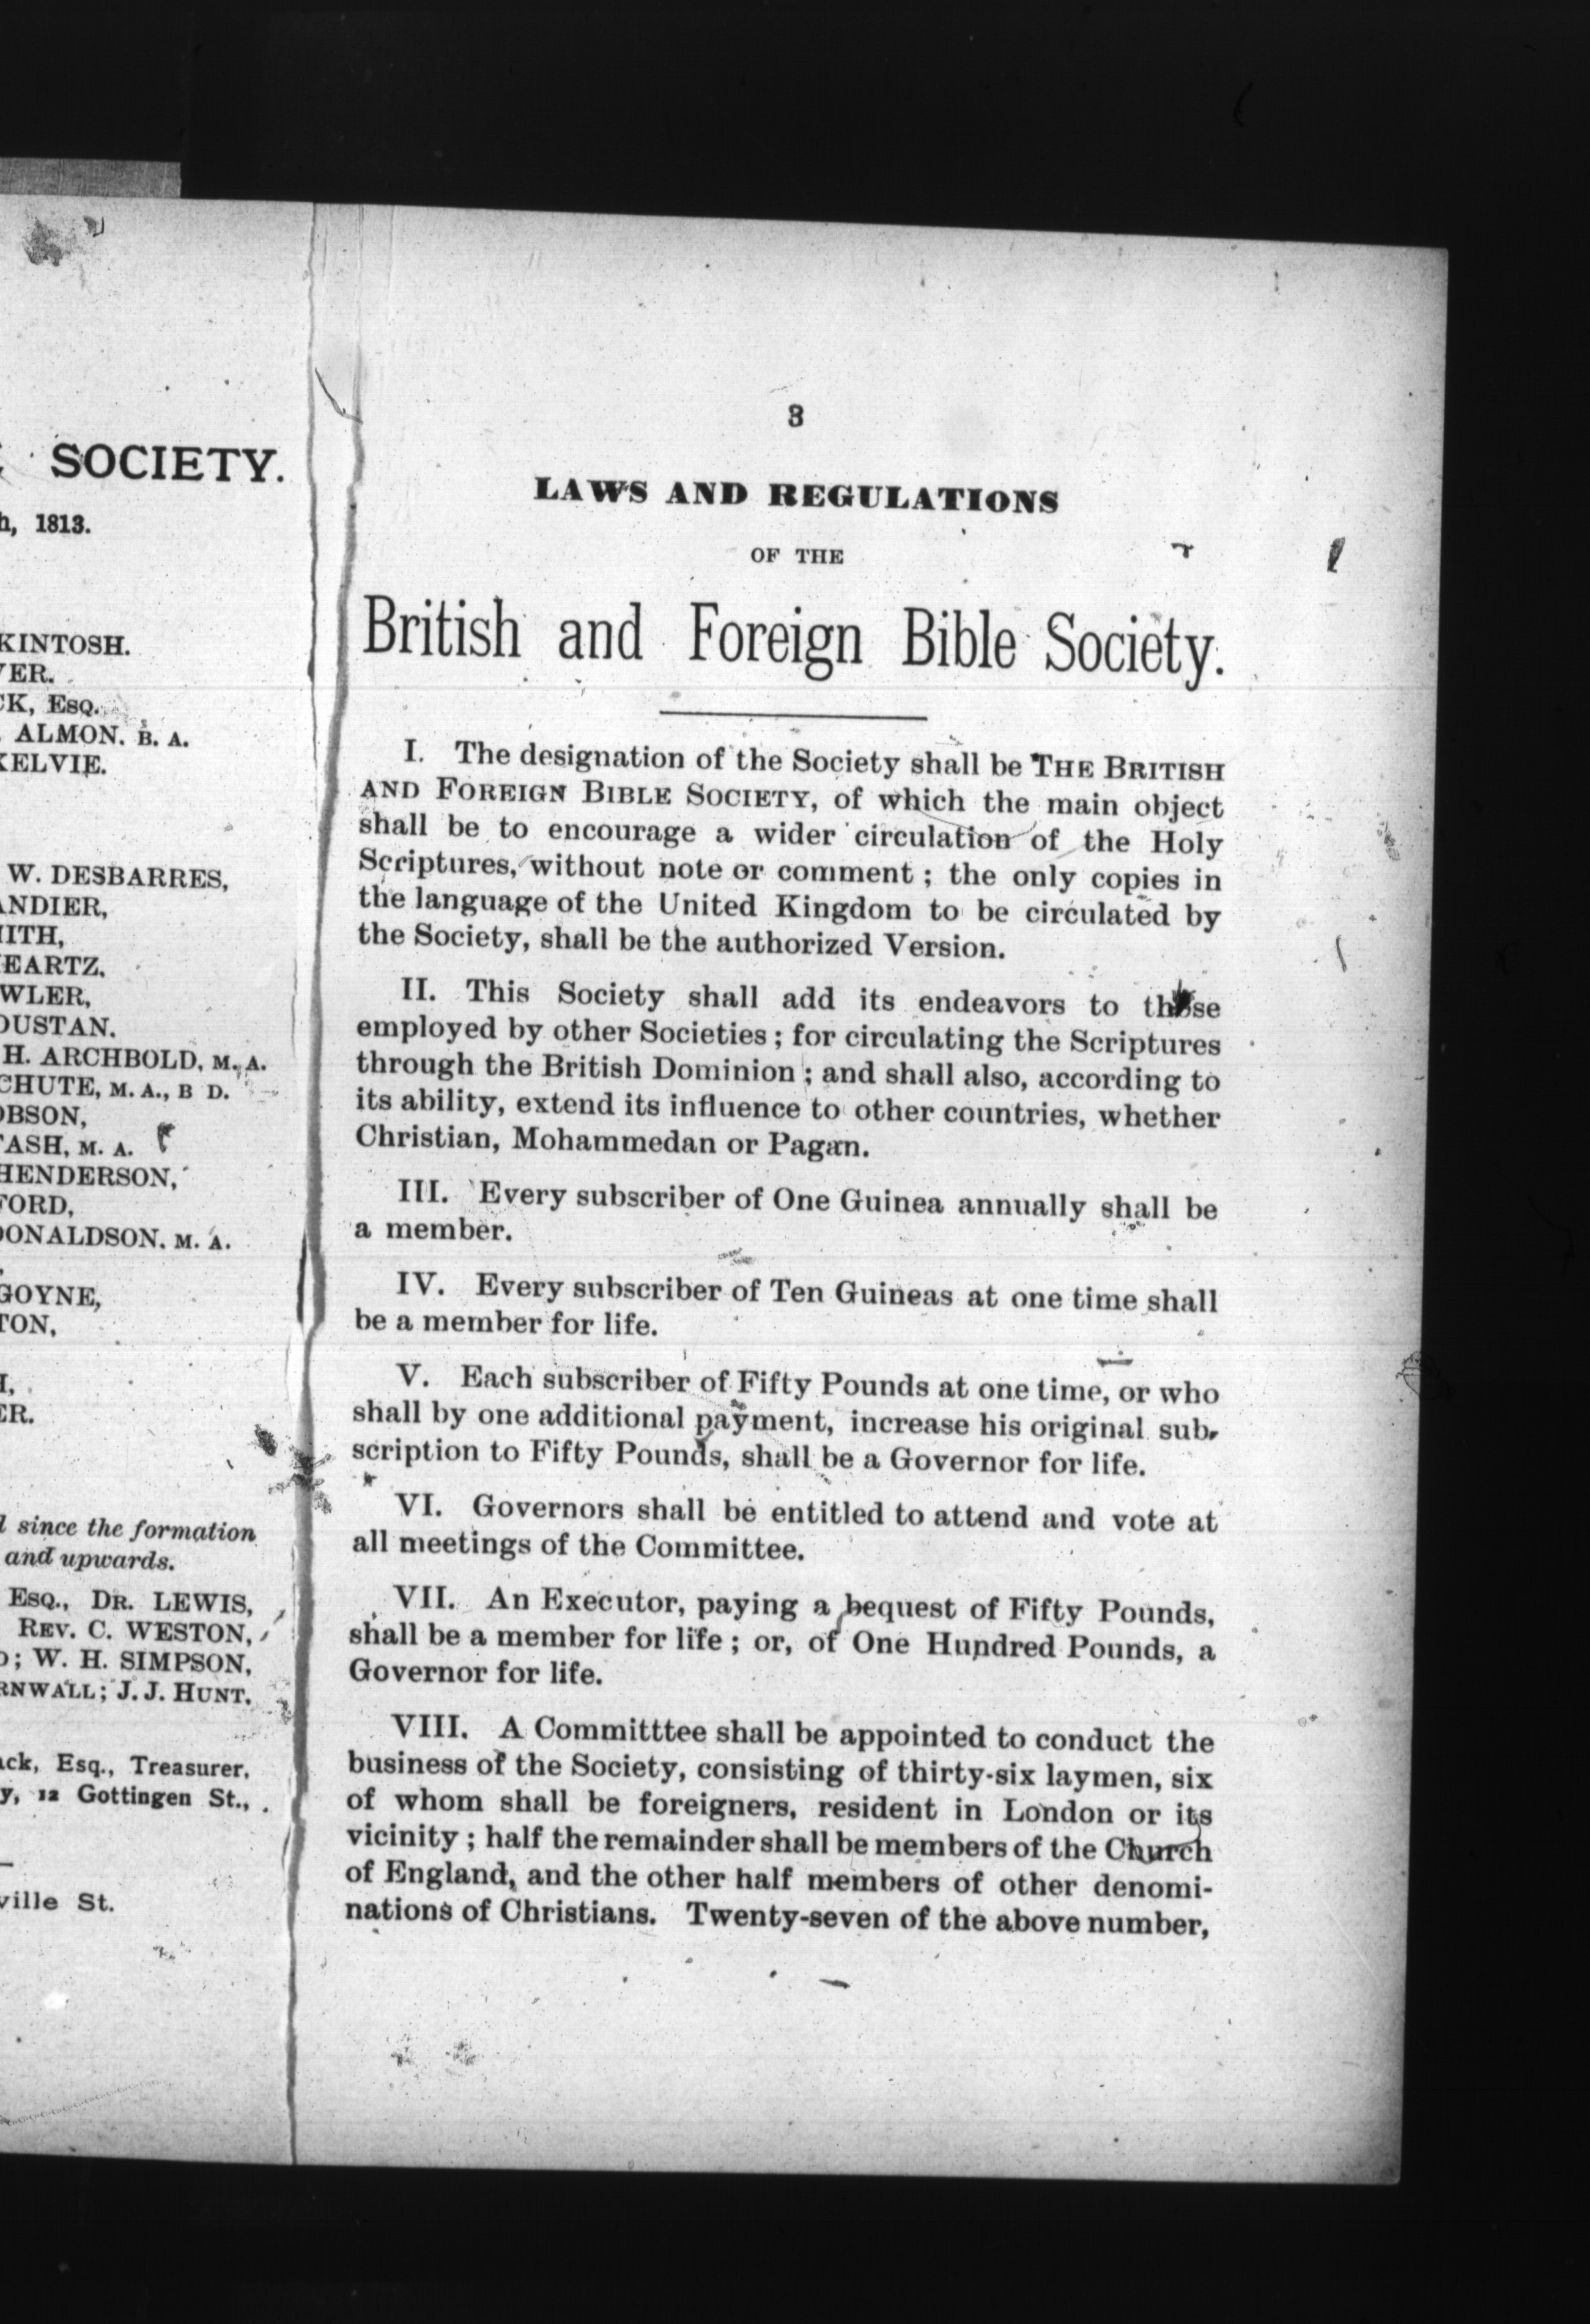 SOCIETY.
h, 1813.
KINTOSH.
VER.
CK, ESQ.
ALMON. B. A.
KELVIE.
W. DESBARRES,
ANDIER,
IITH,
EARTZ.
WLER,
OUSTAN.
H. ARCHBOLD, M. A.
CHUTE, M. A., B D.
OBSON,
TASH, M. A.
HENDERSON,
FORD,
DONALDSON. M. A.
GOYNE,
TON,
ER.
since the formation
and upwards.
ESQ., DR. LEWIS,
REV. C. WESTON,
; W. H. SIMPSON,
RNWALL; J. J. HUNT.
ack, Esq., Treasurer,
y, 12 Gottingen St.,
ville St.
3
LAWS AND REGULATIONS
OF THE
British and Foreign Bible Society.
I. The designation of the Society shall be THE BRITISH
AND FOREIGN BIBLE SOCIETY, of which the main object
shall be to encourage a wider circulation of the Holy
Scriptures, without note or comment ; the only copies in
the language of the United Kingdom to be circulated by
the Society, shall be the authorized Version.
II. This Society shall add its endeavors to those
employed by other Societies ; for circulating the Scriptures
through the British Dominion ; and shall also, according to
its ability, extend its influence to other countries, whether
Christian, Mohammedan or Pagan.
III. Every subscriber of One Guinea annually shall be
a member.
IV. Every subscriber of Ten Guineas at one time shall
be a member for life.
V. Each subscriber of Fifty Pounds at one time, or who
shall by one additional payment, increase his original sub-
scription to Fifty Pounds, shall be a Governor for life.
VI. Governors shall be entitled to attend and vote at
all meetings of the Committee.
VII. An Executor, paying a bequest of Fifty Pounds,
shall be a member for life ; or, of One Hundred Pounds, a
Governor for life.
VIII. A Committtee shall be appointed to conduct the
business of the Society, consisting of thirty-six laymen, six
of whom shall be foreigners, resident in London or its
vicinity ; half the remainder shall be members of the Church
of England, and the other half members of other denomi-
nations of Christians. Twenty-seven of the above number,